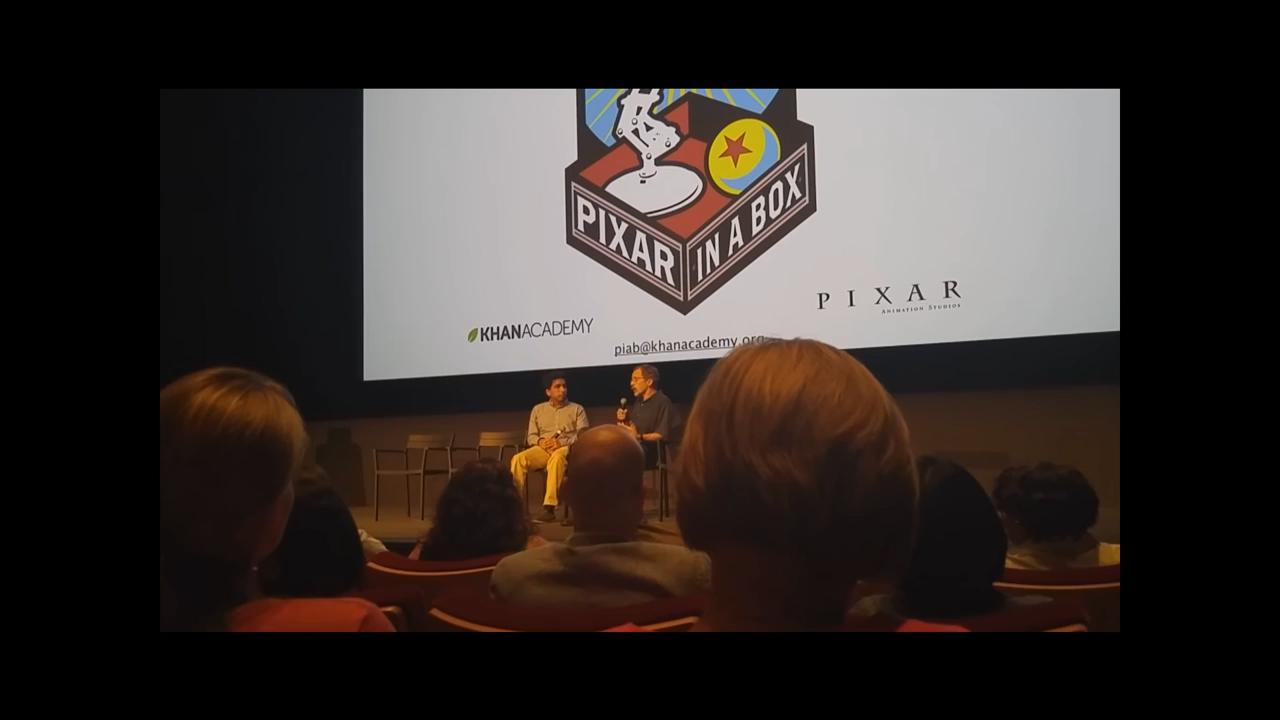 PIXAR IN A BOX
PIXAR
ANIMATION STUDIOS
KHANACADEMY
piab@khanacademy.org